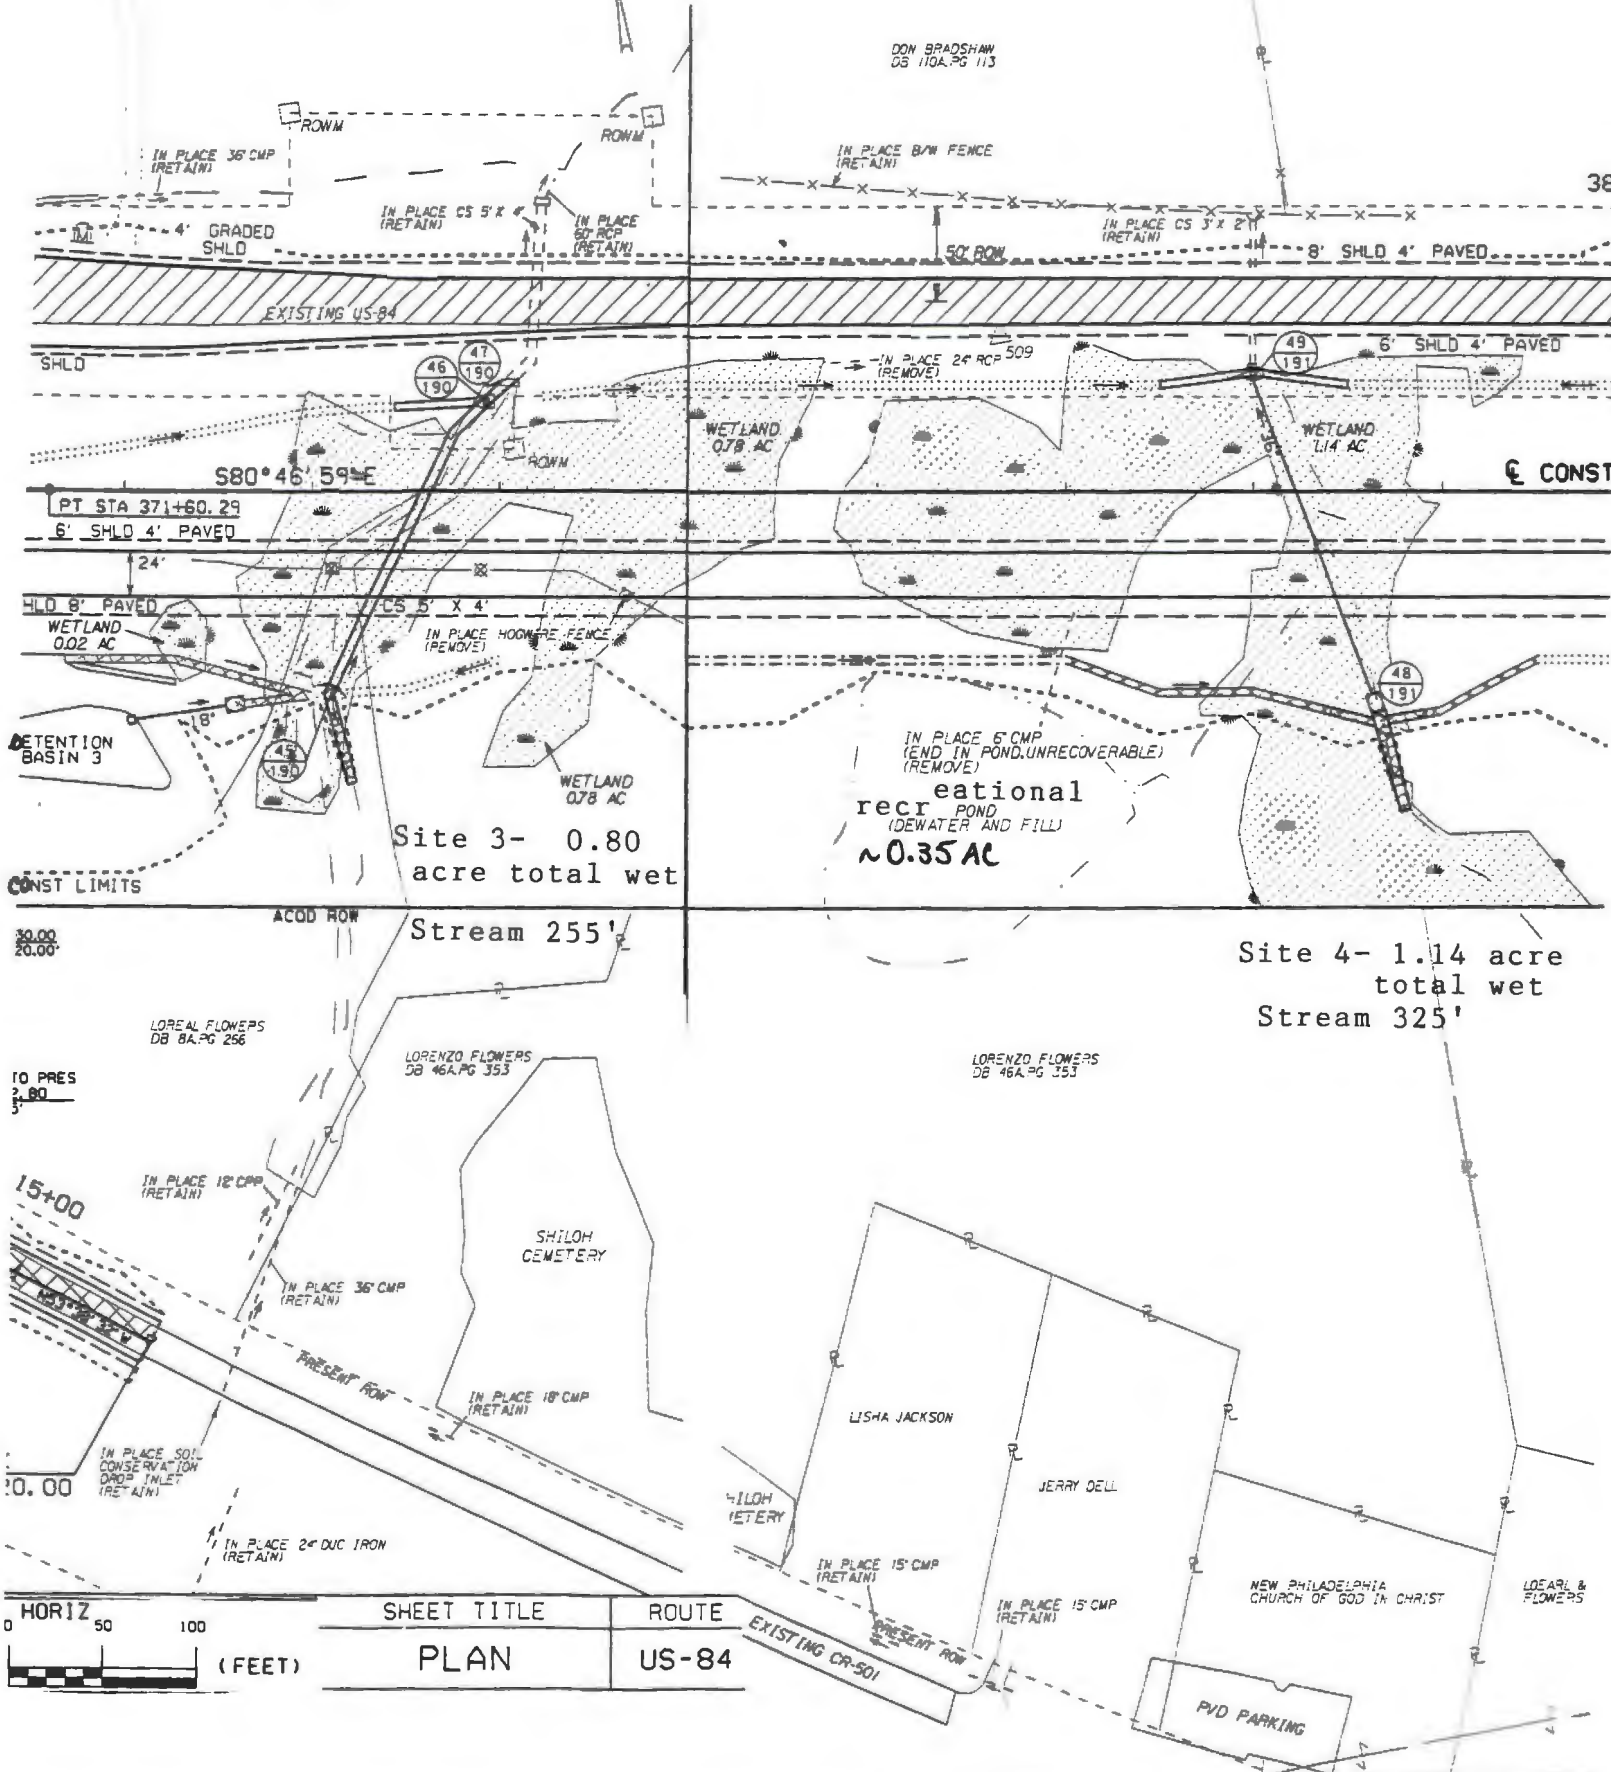 DON BRADSHAW
DB 110A.PG 113
ROWM
ROWM
IN PLACE 36" CMP
(RETAIN)
IN PLACE B/W FENCE
(RETAIN)
38
IN PLACE CS 5' X 4'
(RETAIN)
IN PLACE
60" RCP
(RETAIN)
IN PLACE CS 3' X 2'
(RETAIN)
4' GRADED
SHLD
50' ROW
8' SHLD 4' PAVED
EXISTING US-84
SHLD
46
190
47
190
IN PLACE 24" RCP
(REMOVE)
509
49
191
6' SHLD 4' PAVED
WETLAND
0.78 AC
WETLAND
1.14 AC
ROWM
S80° 46' 59" E
℄ CONST
PT STA 371+60.29
6' SHLD 4' PAVED
24'
HLD 8' PAVED
CS 5' X 4'
WETLAND
0.02 AC
IN PLACE HOGWIRE FENCE
(REMOVE)
48
191
18"
DETENTION
BASIN 3
45
190
WETLAND
0.78 AC
IN PLACE 6" CMP
(END IN POND,UNRECOVERABLE)
(REMOVE)
recreational
POND
(DEWATER AND FILL)
~0.35 AC
Site 3- 0.80
acre total wet
CONST LIMITS
ACQD ROW
Stream 255'
30.00
20.00'
Site 4- 1.14 acre
total wet
Stream 325'
LOREAL FLOWERS
DB 8A.PG 256
LORENZO FLOWERS
DB 46A.PG 353
LORENZO FLOWERS
DB 46A.PG 353
TO PRES
IN PLACE 12" CPP
(RETAIN)
15+00
SHILOH
CEMETERY
IN PLACE 36" CMP
(RETAIN)
PRESENT ROW
IN PLACE 18" CMP
(RETAIN)
LISHA JACKSON
JERRY DELL
IN PLACE SOIL
CONSERVATION
DROP INLET
(RETAIN)
20.00
HILOH
METERY
IN PLACE 24" DUC IRON
(RETAIN)
IN PLACE 15" CMP
(RETAIN)
IN PLACE 15" CMP
(RETAIN)
NEW PHILADELPHIA
CHURCH OF GOD IN CHRIST
LOEARL &
FLOWERS
PRESENT ROW
EXISTING CR-501
PVD PARKING
HORIZ
0 50 100
(FEET)
SHEET TITLE
PLAN
ROUTE
US-84